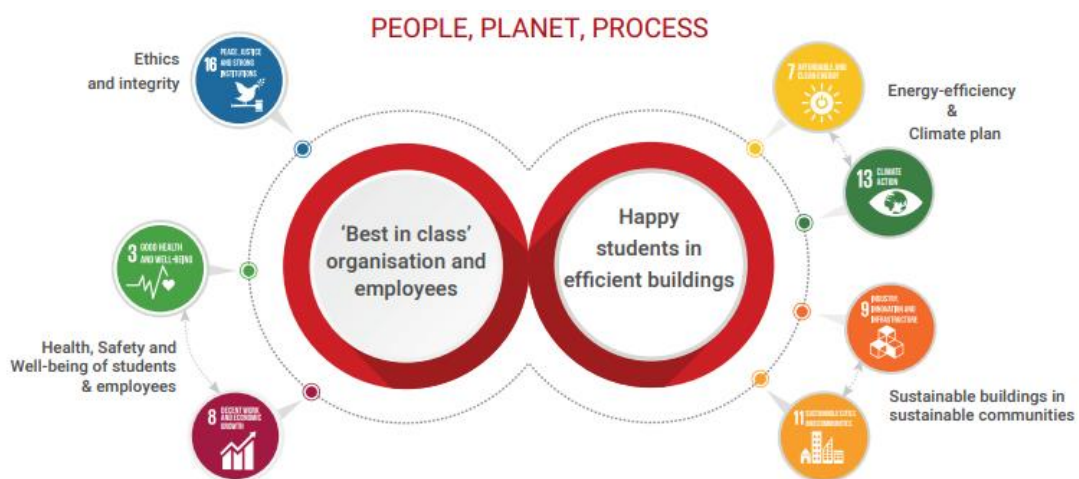 PEOPLE, PLANET, PROCESS
Ethics
and integrity
16 PEACE, JUSTICE
AND STRONG
INSTITUTIONS
3 GOOD HEALTH
AND WELL-BEING
Health, Safety and
Well-being of students
& employees
8 DECENT WORK
AND ECONOMIC
GROWTH
'Best in class'
organisation and
employees
Happy
students in
efficient buildings
7 AFFORDABLE AND
CLEAN ENERGY
Energy-efficiency
&
Climate plan
13 CLIMATE
ACTION
9 INDUSTRY,
INNOVATION AND
INFRASTRUCTURE
Sustainable buildings in
sustainable communities
11 SUSTAINABLE CITIES
AND COMMUNITIES